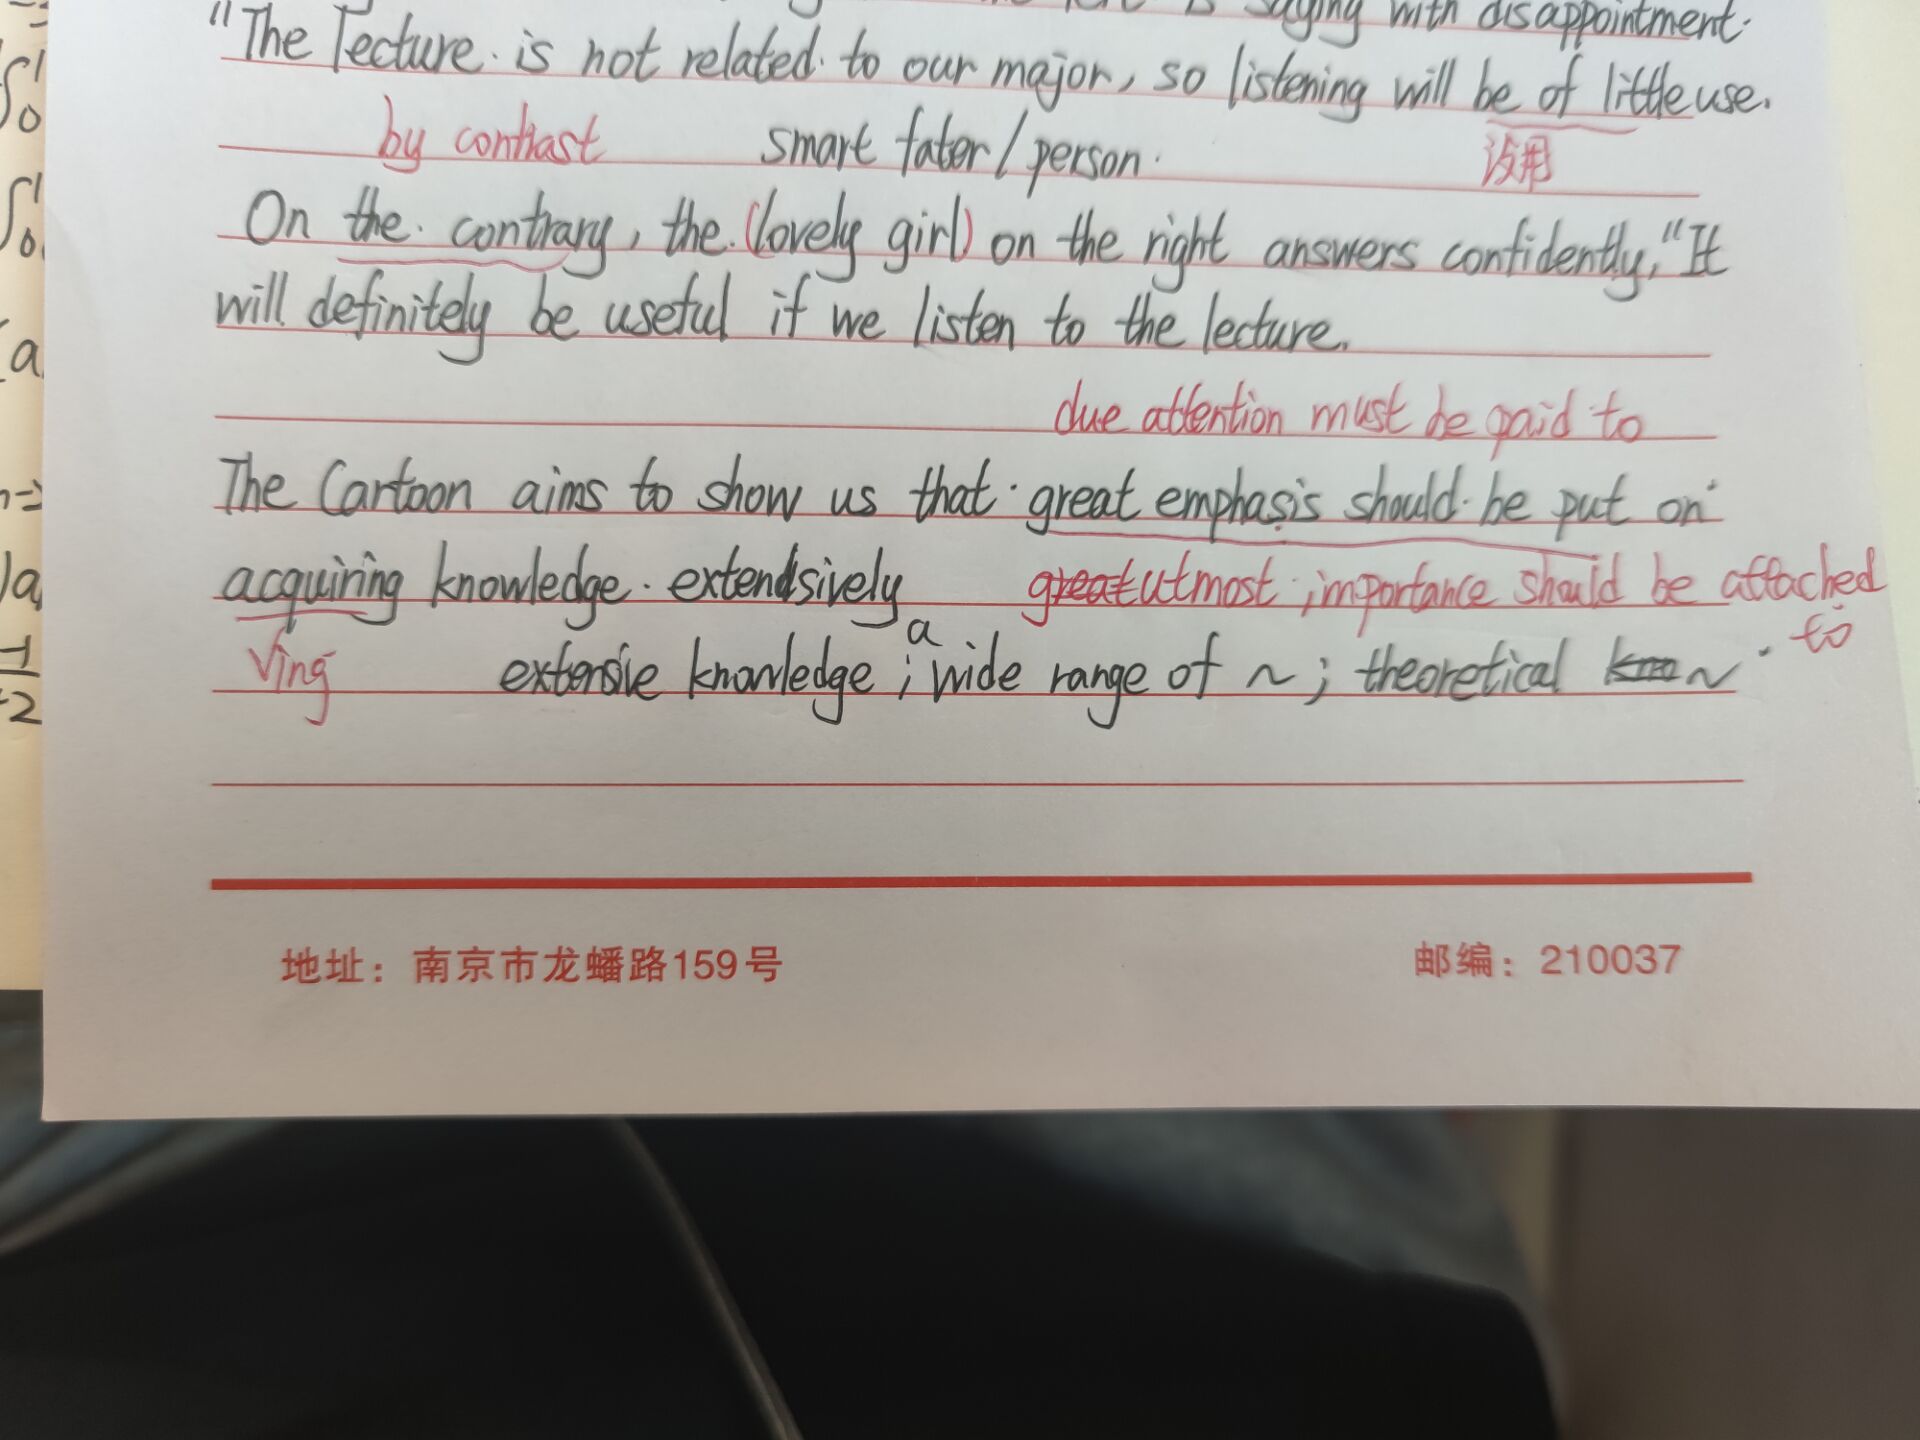 is saying with disappointment.
"The lecture is not related to our major, so listening will be of little use.
by contrast smart /person. 没用
On the contrary, the (lovely girl) on the right answers confidently, "It
will definitely be useful if we listen to the lecture.
due attention must be paid to
The Cartoon aims to show us that great emphasis should be put on
acquiring knowledge extensively great utmost importance should be attached
to
Ving extensive knowledge ; a wide range of ~ ; theoretical ~
地址：南京市龙蟠路159号 邮编：210037